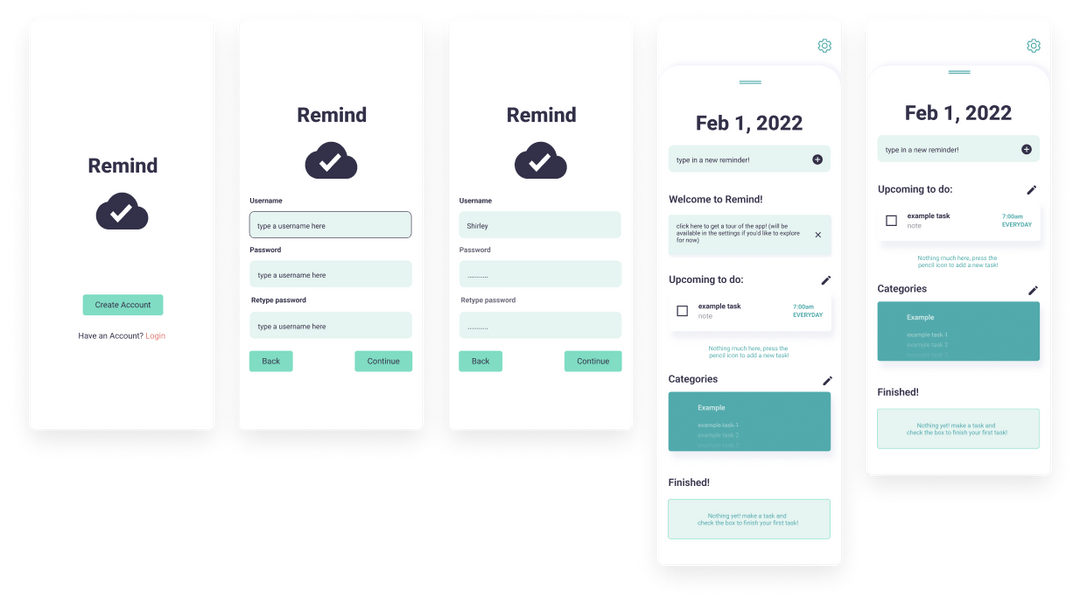 Remind
Create Account
Have an Account? Login
Remind
Username
type a username here
Password
type a username here
Retype password
type a username here
Back
Continue
Remind
Username
Shirley
Password
..........
Retype password
..........
Back
Continue
Feb 1, 2022
type in a new reminder!
Welcome to Remind!
click here to get a tour of the app! (will be
available in the settings if you'd like to explore
for now)
Upcoming to do:
example task
note
7:00am
EVERYDAY
Nothing much here, press the
pencil icon to add a new task!
Categories
Example
example task 1
example task 2
example task 3
Finished!
Nothing yet! make a task and
check the box to finish your first task!
Feb 1, 2022
type in a new reminder!
Upcoming to do:
example task
note
7:00am
EVERYDAY
Nothing much here, press the
pencil icon to add a new task!
Categories
Example
example task 1
example task 2
example task 3
Finished!
Nothing yet! make a task and
check the box to finish your first task!